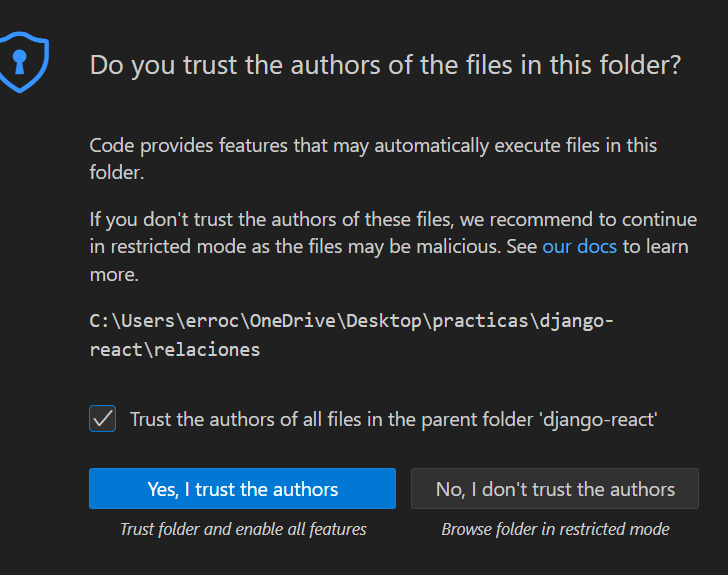 Do you trust the authors of the files in this folder?
Code provides features that may automatically execute files in this
folder.
If you don't trust the authors of these files, we recommend to continue
in restricted mode as the files may be malicious. See our docs to learn
more.
C:\Users\erroc\OneDrive\Desktop\practicas\django-
react\relaciones
Trust the authors of all files in the parent folder 'django-react'
Yes, I trust the authors
No, I don't trust the authors
Trust folder and enable all features
Browse folder in restricted mode